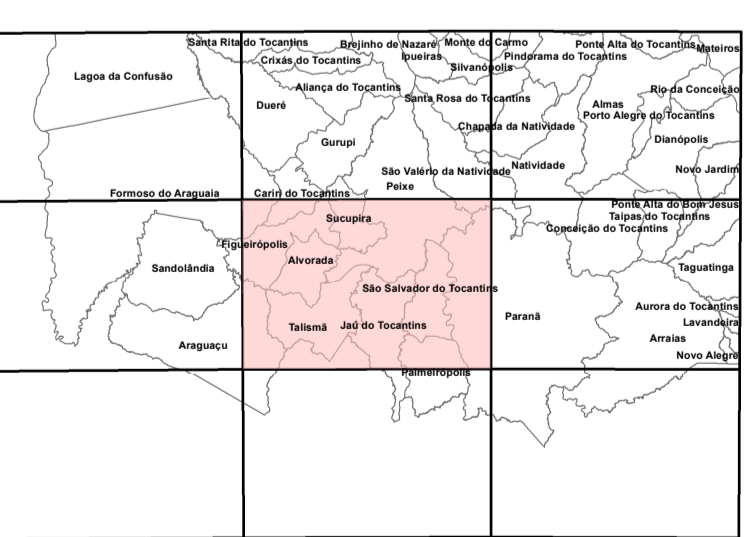 Santa Rita do Tocantins
Brejinho de Nazaré
Monte do Carmo
Ponte Alta do Tocantins
Mateiros
Crixás do Tocantins
Ipueiras
Pindorama do Tocantins
Silvanópolis
Lagoa da Confusão
Aliança do Tocantins
Rio da Conceição
Dueré
Santa Rosa do Tocantins
Almas
Porto Alegre do Tocantins
Chapada da Natividade
Gurupi
Dianópolis
Natividade
Novo Jardim
São Valério da Natividade
Peixe
Formoso do Araguaia
Cariri do Tocantins
Ponte Alta do Bom Jesus
Taipas do Tocantins
Sucupira
Conceição do Tocantins
Figueirópolis
Alvorada
Sandolândia
Taguatinga
São Salvador do Tocantins
Aurora do Tocantins
Paranã
Lavandeira
Talismã
Jaú do Tocantins
Arraias
Araguaçu
Novo Alegre
Palmeirópolis